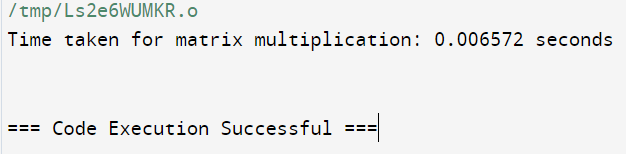 /tmp/Ls2e6WUMKR.o
Time taken for matrix multiplication: 0.006572 seconds
=== Code Execution Successful ===